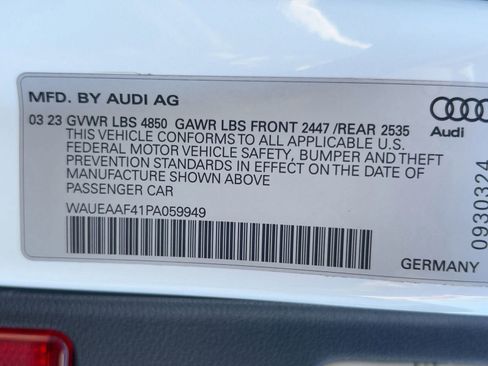 MFD. BY AUDI AG
03 23 GVWR LBS 4850 GAWR LBS FRONT 2447 /REAR 2535
THIS VEHICLE CONFORMS TO ALL APPLICABLE U.S.
FEDERAL MOTOR VEHICLE SAFETY, BUMPER AND THEFT
PREVENTION STANDARDS IN EFFECT ON THE DATE OF
MANUFACTURE SHOWN ABOVE
PASSENGER CAR
WAUEAAF41PA059949
Audi
0930324
GERMANY